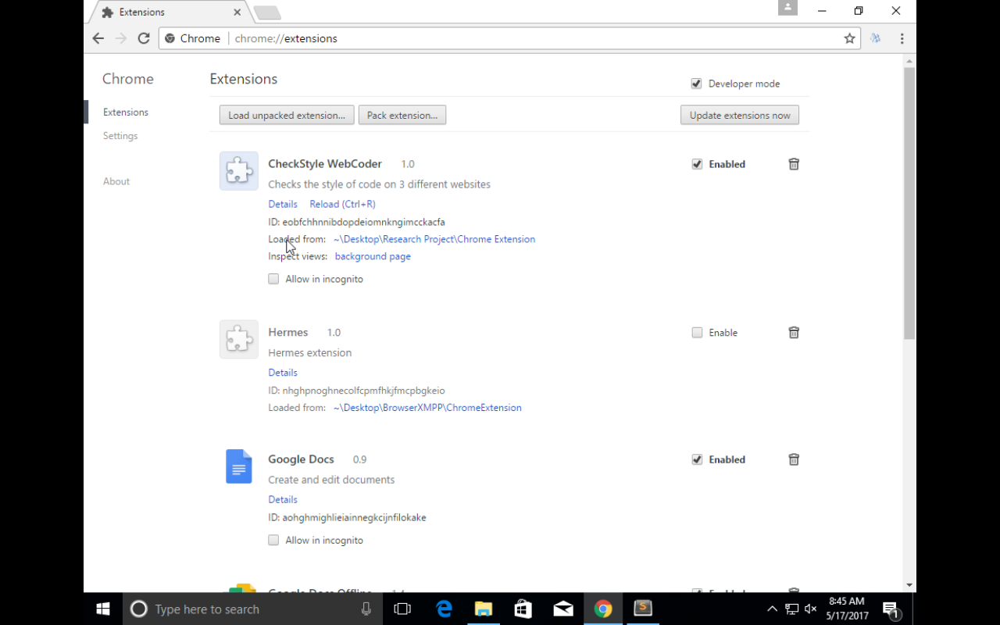 Extensions
Chrome chrome://extensions
Chrome
Extensions
Developer mode
Extensions
Settings
About
Load unpacked extension...
Pack extension...
Update extensions now
CheckStyle WebCoder 1.0
Enabled
Checks the style of code on 3 different websites
Details Reload (Ctrl+R)
ID: eobfchhnnibdopdeiomnkngimcckacfa
Loaded from: ~\Desktop\Research Project\Chrome Extension
Inspect views: background page
Allow in incognito
Hermes 1.0
Enable
Hermes extension
Details
ID: nhghpnoghnecolfcpmfhkjfmcpbgkeio
Loaded from: ~\Desktop\BrowserXMPP\ChromeExtension
Google Docs 0.9
Enabled
Create and edit documents
Details
ID: aohghmighlieiainnegkcijnfilokake
Allow in incognito
Google Docs Offline
Enabled
Type here to search
8:45 AM
5/17/2017
1